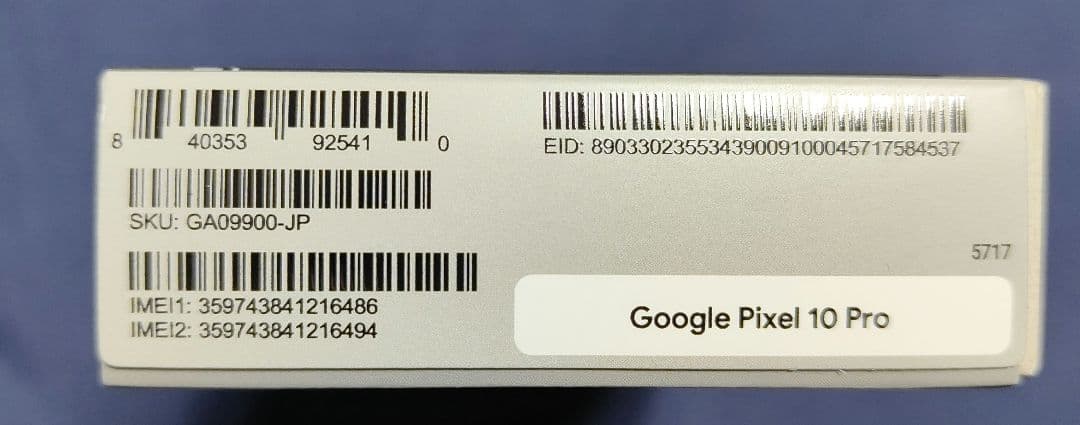 8 40353 92541 0
SKU: GA09900-JP
IMEI1: 359743841216486
IMEI2: 359743841216494
EID: 89033023553439009100045717584537
5717
Google Pixel 10 Pro